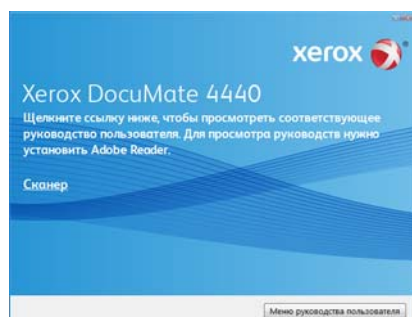 xerox
Xerox DocuMate 4440
Щелкните ссылку ниже, чтобы просмотреть соответствующее
руководство пользователя. Для просмотра руководств нужно
установить Adobe Reader.
Сканер
Меню руководства пользователя